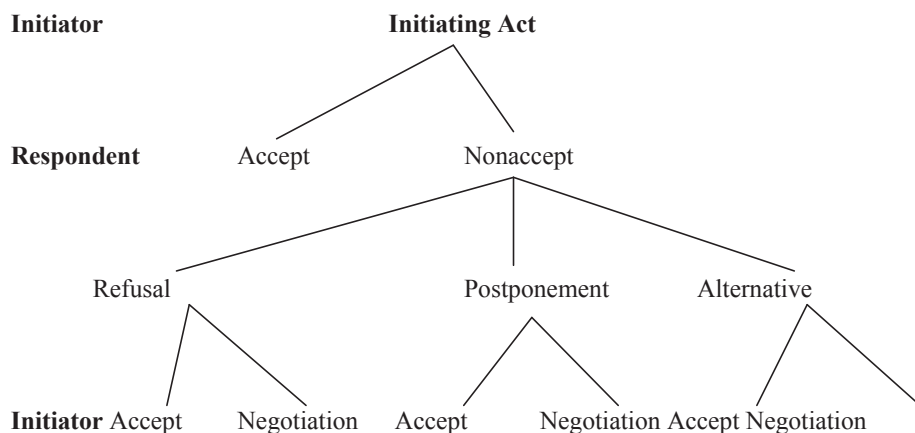 Initiator Initiating Act
Respondent Accept Nonaccept
Refusal Postponement Alternative
Initiator Accept Negotiation Accept Negotiation Accept Negotiation